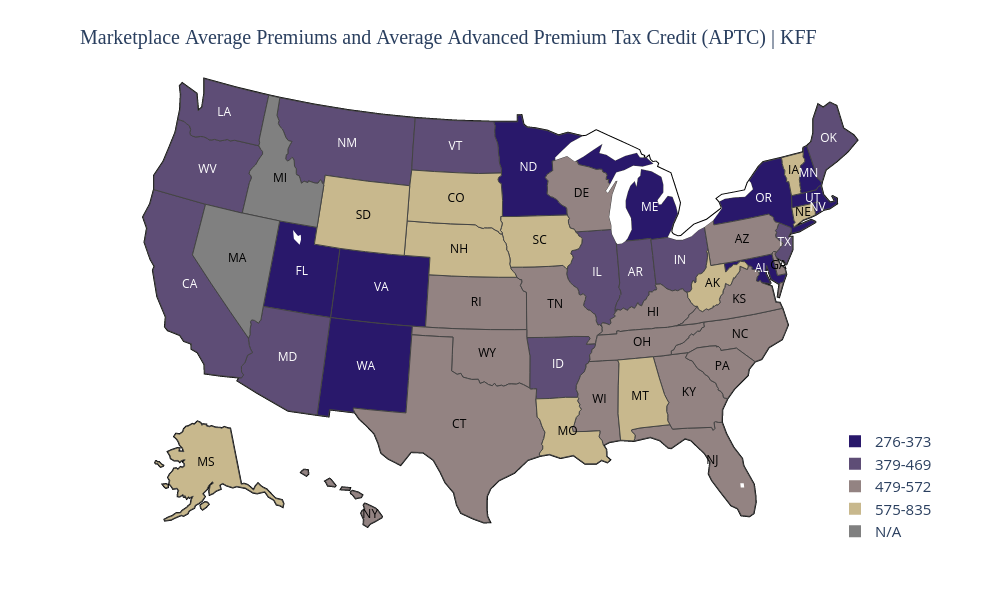 Marketplace Average Premiums and Average Advanced Premium Tax Credit (APTC) | KFF
LA
OK
NM
VT
WV
ND
IA
MN
MI
DE
SD
CO
ME
OR
UT
NV
NE
SC
AZ
TX
NH
MA
IN
GA
AL
FL
IL
AR
AK
CA
VA
KS
RI
TN
HI
NC
OH
WY
MD
ID
WA
PA
KY
MT
WI
CT
MO
NJ
MS
NY
276-373
379-469
479-572
575-835
N/A